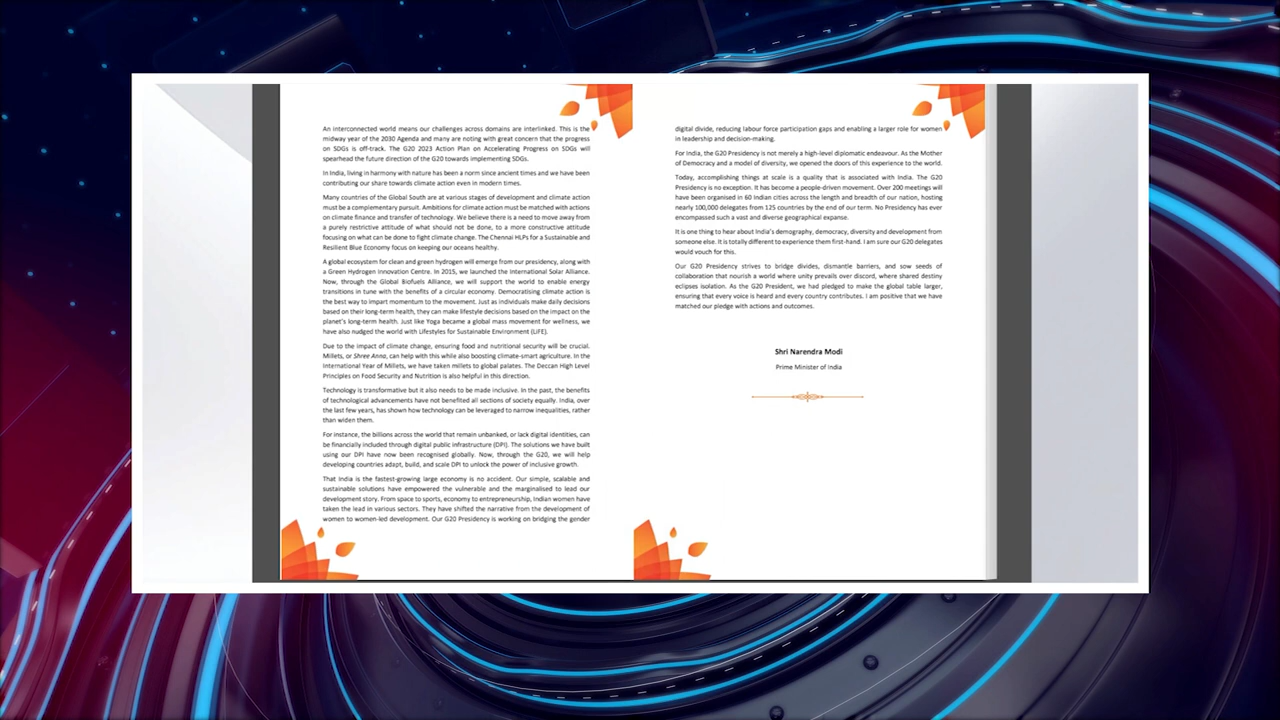 An interconnected world means our challenges across domains are interlinked. This is the
midway year of the 2030 Agenda and many are noting with great concern that the progress
on SDGs is off-track. The G20 2023 Action Plan on Accelerating Progress on SDGs will
spearhead the future direction of the G20 towards implementing SDGs.
In India, living in harmony with nature has been a norm since ancient times and we have been
contributing our share towards climate action even in modern times.
Many countries of the Global South are at various stages of development and climate action
must be a complementary pursuit. Ambitions for climate action must be matched with actions
on climate finance and transfer of technology. We believe there is a need to move away from
a purely restrictive attitude of what should not be done, to a more constructive attitude
focusing on what can be done to fight climate change. The Chennai HLPs for a Sustainable and
Resilient Blue Economy focus on keeping our oceans healthy.
A global ecosystem for clean and green hydrogen will emerge from our presidency, along with
a Green Hydrogen Innovation Centre. In 2015, we launched the International Solar Alliance.
Now, through the Global Biofuels Alliance, we will support the world to enable energy
transitions in tune with the benefits of a circular economy. Democratising climate action is
the best way to impart momentum to the movement. Just as individuals make daily decisions
based on their long-term health, they can make lifestyle decisions based on the impact on the
planet's long-term health. Just like Yoga became a global mass movement for wellness, we
have also nudged the world with Lifestyles for Sustainable Environment (LiFE).
Due to the impact of climate change, ensuring food and nutritional security will be crucial.
Millets, or Shree Anna, can help with this while also boosting climate-smart agriculture. In the
International Year of Millets, we have taken millets to global palates. The Deccan High Level
Principles on Food Security and Nutrition is also helpful in this direction.
Technology is transformative but it also needs to be made inclusive. In the past, the benefits
of technological advancements have not benefited all sections of society equally. India, over
the last few years, has shown how technology can be leveraged to narrow inequalities, rather
than widen them.
For instance, the billions across the world that remain unbanked, or lack digital identities, can
be financially included through digital public infrastructure (DPI). The solutions we have built
using our DPI have now been recognised globally. Now, through the G20, we will help
developing countries adapt, build, and scale DPI to unlock the power of inclusive growth.
That India is the fastest-growing large economy is no accident. Our simple, scalable and
sustainable solutions have empowered the vulnerable and the marginalised to lead our
development story. From space to sports, economy to entrepreneurship, Indian women have
taken the lead in various sectors. They have shifted the narrative from the development of
women to women-led development. Our G20 Presidency is working on bridging the gender
digital divide, reducing labour force participation gaps and enabling a larger role for women
in leadership and decision-making.
For India, the G20 Presidency is not merely a high-level diplomatic endeavour. As the Mother
of Democracy and a model of diversity, we opened the doors of this experience to the world.
Today, accomplishing things at scale is a quality that is associated with India. The G20
Presidency is no exception. It has become a people-driven movement. Over 200 meetings will
have been organised in 60 Indian cities across the length and breadth of our nation, hosting
nearly 100,000 delegates from 125 countries by the end of our term. No Presidency has ever
encompassed such a vast and diverse geographical expanse.
It is one thing to hear about India's demography, democracy, diversity and development from
someone else. It is totally different to experience them first-hand. I am sure our G20 delegates
would vouch for this.
Our G20 Presidency strives to bridge divides, dismantle barriers, and sow seeds of
collaboration that nourish a world where unity prevails over discord, where shared destiny
eclipses isolation. As the G20 President, we had pledged to make the global table larger,
ensuring that every voice is heard and every country contributes. I am positive that we have
matched our pledge with actions and outcomes.
Shri Narendra Modi
Prime Minister of India